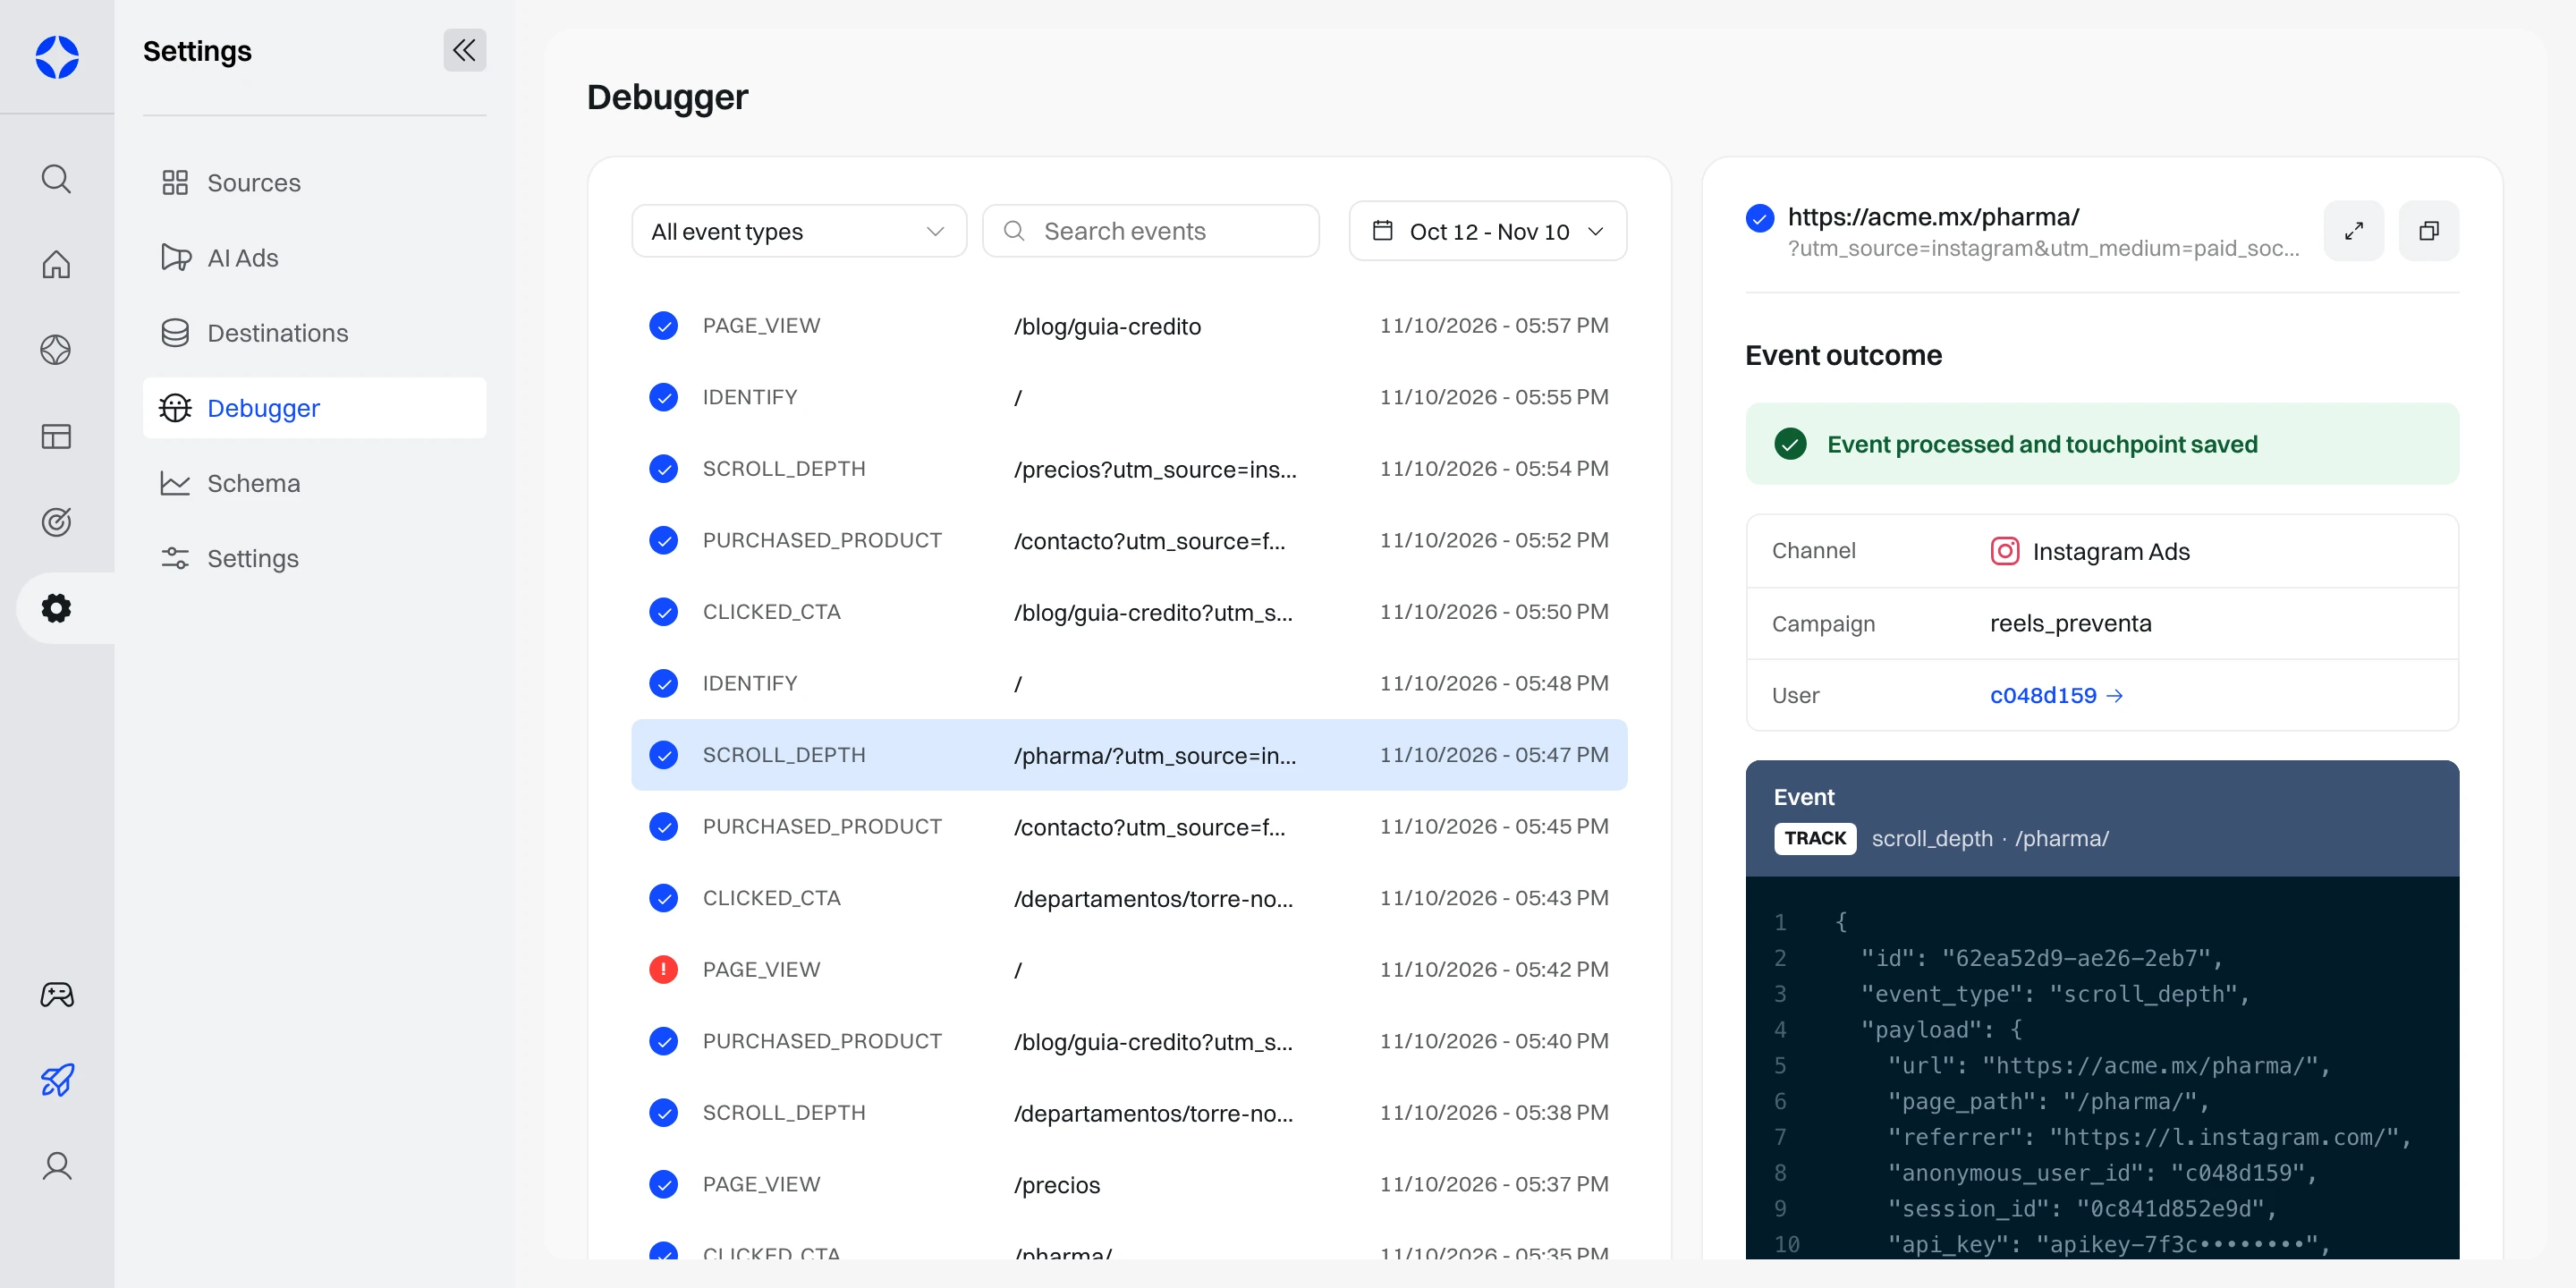 Settings
Sources
AI Ads
Destinations
Debugger
Schema
Settings
Debugger
All event types
Search events
Oct 12 - Nov 10
PAGE_VIEW /blog/guia-credito 11/10/2026 - 05:57 PM
IDENTIFY / 11/10/2026 - 05:55 PM
SCROLL_DEPTH /precios?utm_source=ins... 11/10/2026 - 05:54 PM
PURCHASED_PRODUCT /contacto?utm_source=f... 11/10/2026 - 05:52 PM
CLICKED_CTA /blog/guia-credito?utm_s... 11/10/2026 - 05:50 PM
IDENTIFY / 11/10/2026 - 05:48 PM
SCROLL_DEPTH /pharma/?utm_source=in... 11/10/2026 - 05:47 PM
PURCHASED_PRODUCT /contacto?utm_source=f... 11/10/2026 - 05:45 PM
CLICKED_CTA /departamentos/torre-no... 11/10/2026 - 05:43 PM
PAGE_VIEW / 11/10/2026 - 05:42 PM
PURCHASED_PRODUCT /blog/guia-credito?utm_s... 11/10/2026 - 05:40 PM
SCROLL_DEPTH /departamentos/torre-no... 11/10/2026 - 05:38 PM
PAGE_VIEW /precios 11/10/2026 - 05:37 PM
CLICKED_CTA /pharma/ 11/10/2026 - 05:35 PM
https://acme.mx/pharma/
?utm_source=instagram&utm_medium=paid_soc...
Event outcome
Event processed and touchpoint saved
Channel Instagram Ads
Campaign reels_preventa
User c048d159 →
Event
TRACK scroll_depth · /pharma/
1 {
2 "id": "62ea52d9-ae26-2eb7",
3 "event_type": "scroll_depth",
4 "payload": {
5 "url": "https://acme.mx/pharma/",
6 "page_path": "/pharma/",
7 "referrer": "https://l.instagram.com/",
8 "anonymous_user_id": "c048d159",
9 "session_id": "0c841d852e9d",
10 "api_key": "apikey-7f3c••••••••",